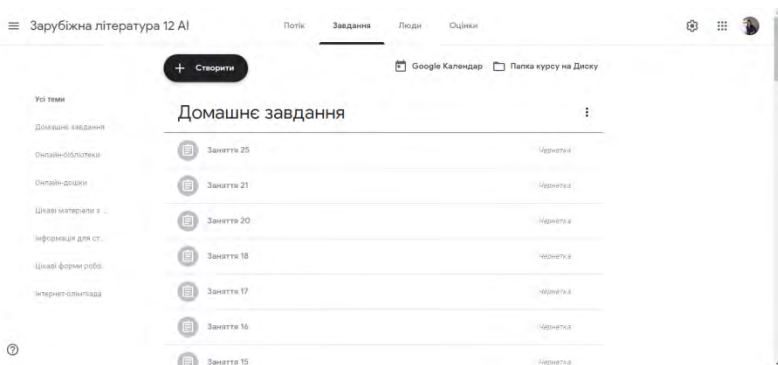 Зарубіжна література 12 АІ
Потік Завдання Люди Оцінки
Створити
Google Календар Папка курсу на Диску
Усі теми
Домашнє завдання
Онлайн-бібліотеки
Онлайн-дошки
Цікаві матеріали з ...
Інформація для ст...
Цікаві форми робо...
Інтернет-олімпіада
Домашнє завдання
Заняття 25 Чернетка
Заняття 21 Чернетка
Заняття 20 Чернетка
Заняття 18 Чернетка
Заняття 17 Чернетка
Заняття 16 Чернетка
Заняття 15 Чернетка